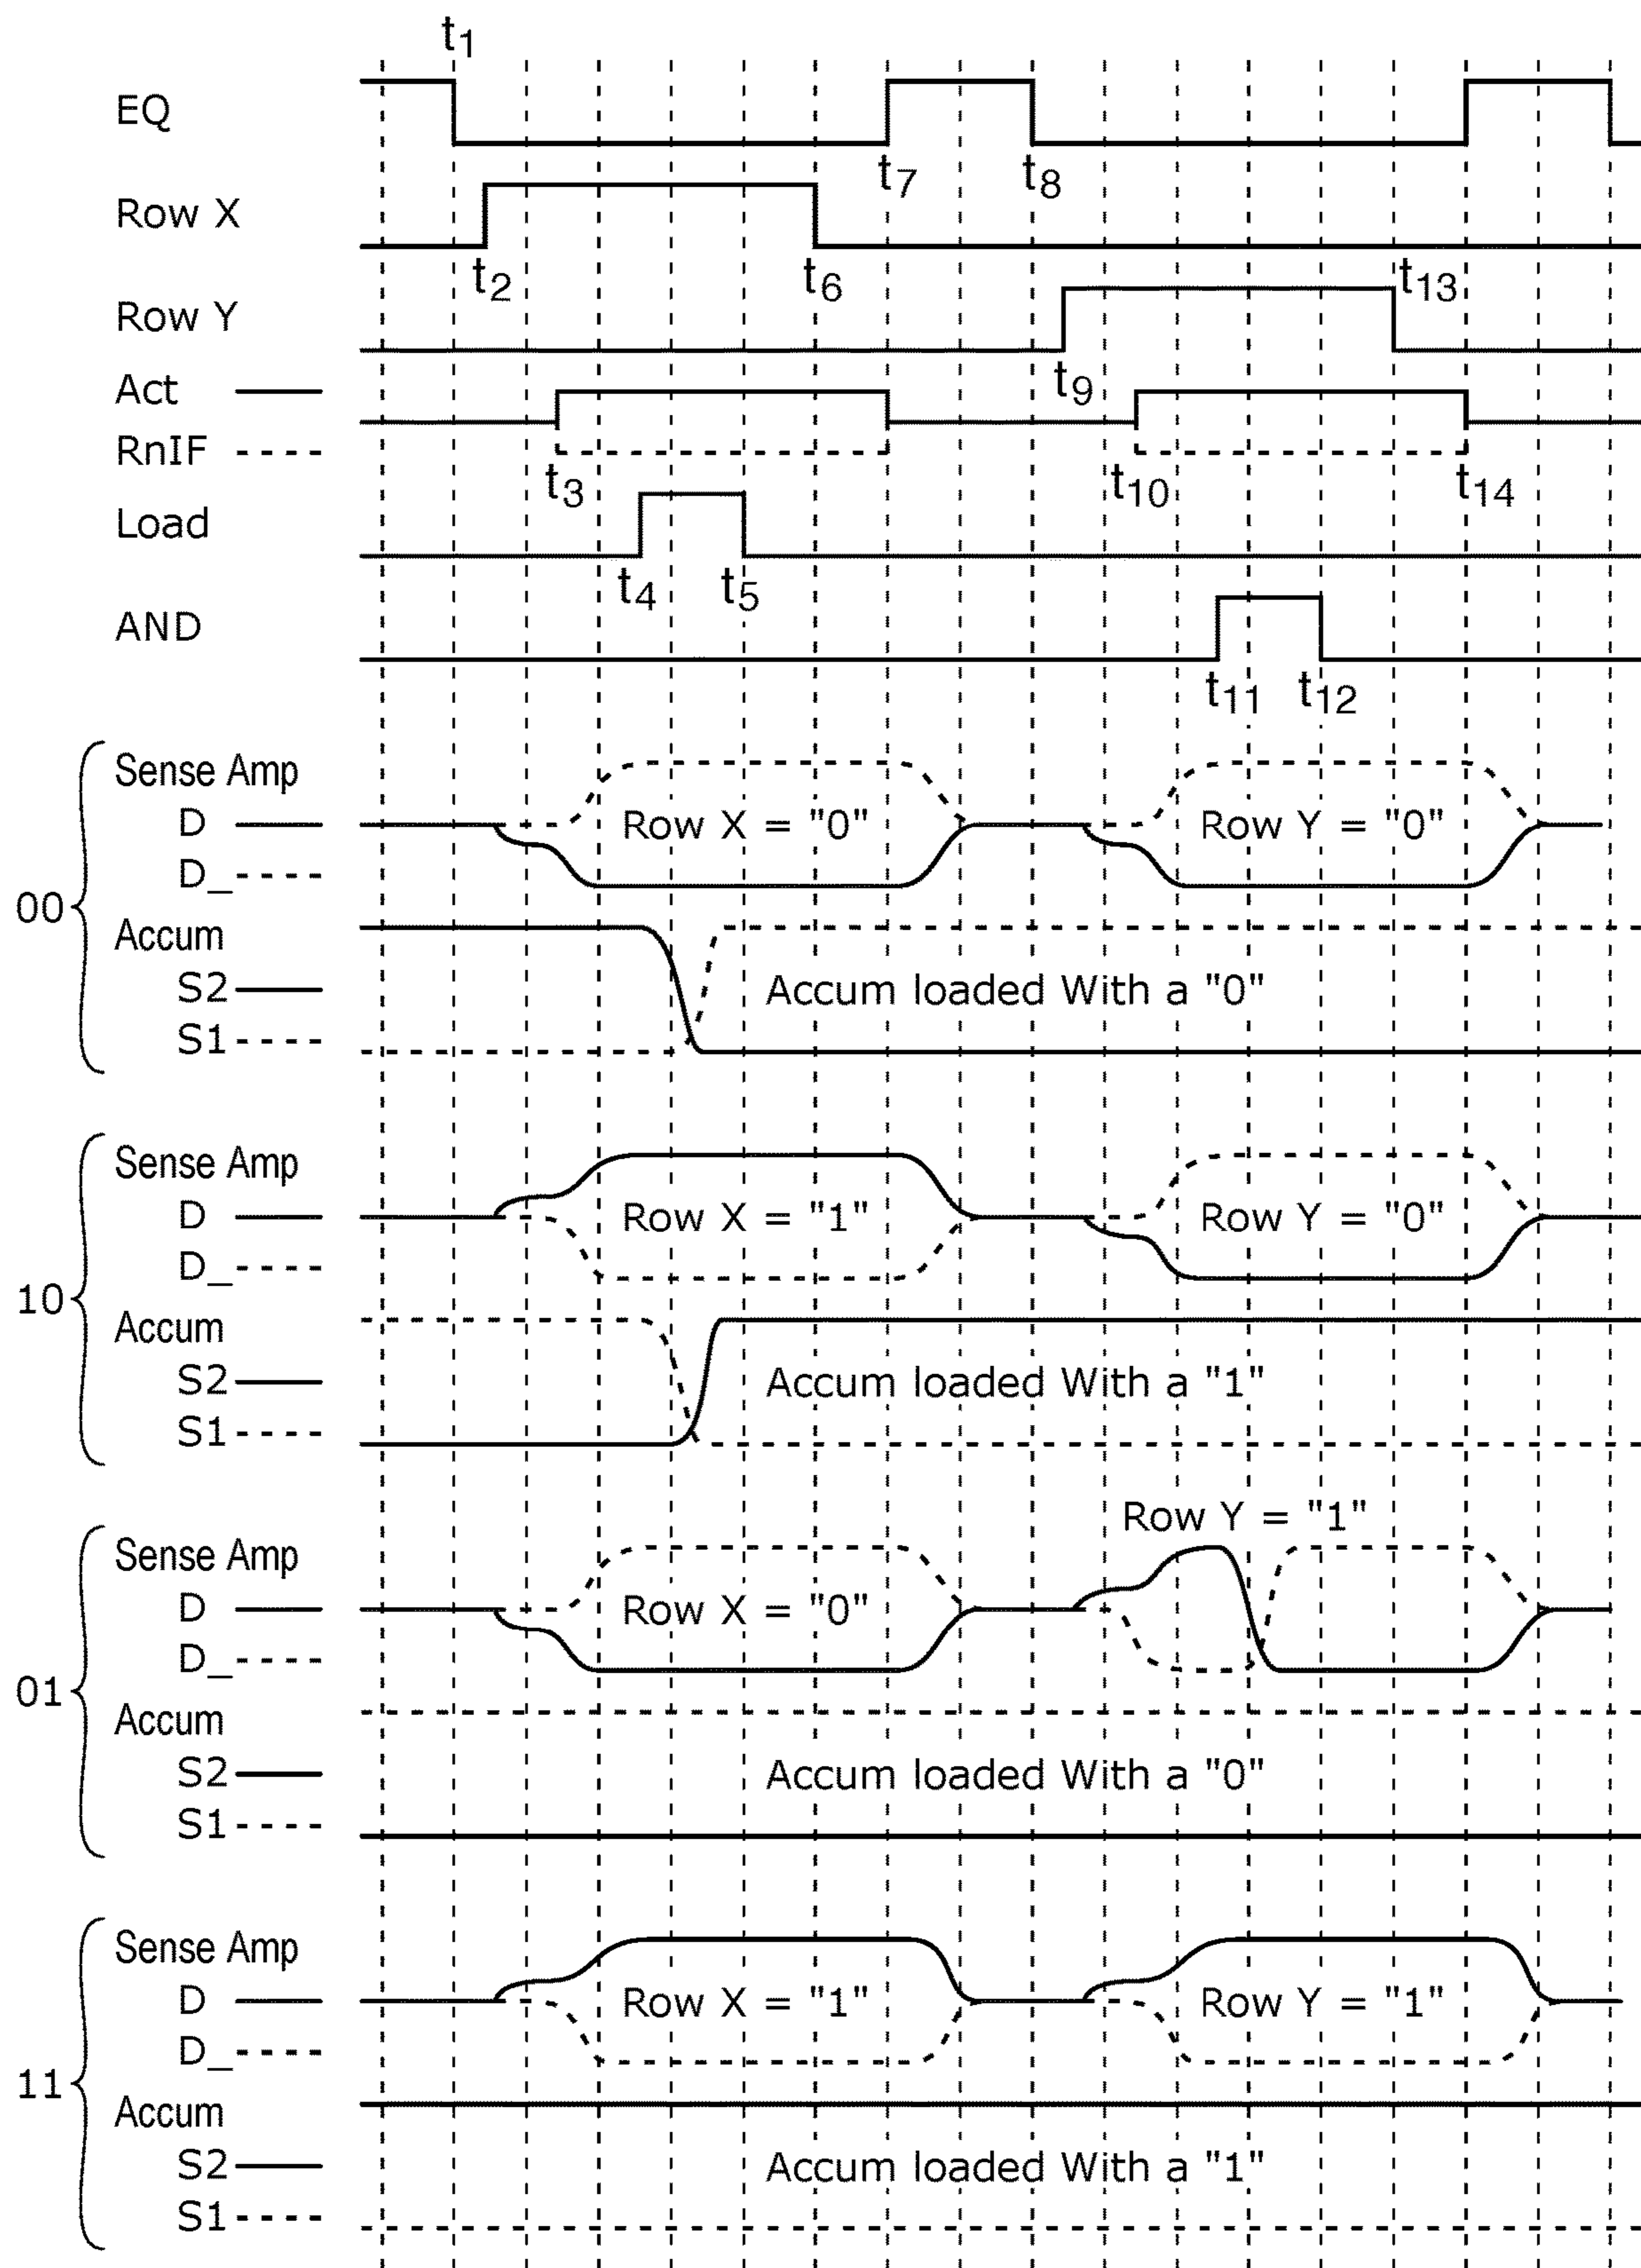 t1
EQ
t7 t8
Row X
t2 t6 t13
Row Y
t9
Act
RnIF
t3 t10 t14
Load
t4 t5
AND
t11 t12
Sense Amp
D Row X = "0" Row Y = "0"
D_
00
Accum
S2 Accum loaded With a "0"
S1
Sense Amp
D Row X = "1" Row Y = "0"
D_
10
Accum
S2 Accum loaded With a "1"
S1
Row Y = "1"
Sense Amp
D Row X = "0"
D_
01
Accum
S2 Accum loaded With a "0"
S1
Sense Amp
D Row X = "1" Row Y = "1"
D_
11
Accum
S2 Accum loaded With a "1"
S1